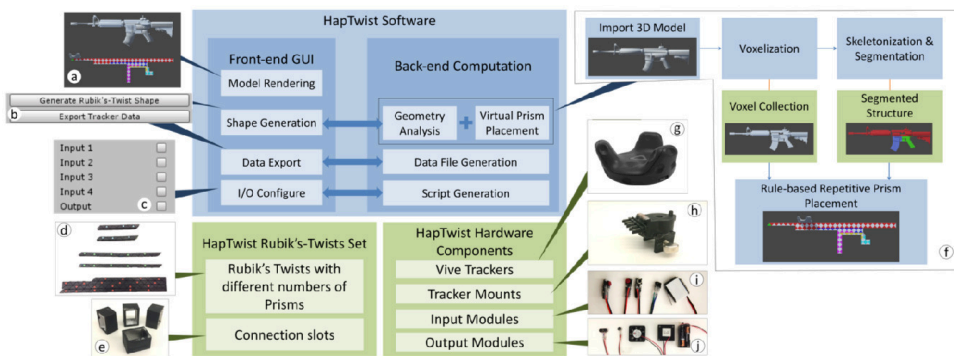 HapTwist Software
Front-end GUI
Back-end Computation
Model Rendering
Shape Generation
Geometry
Analysis
+
Virtual Prism
Placement
Data Export
Data File Generation
I/O Configure
Script Generation
a
Generate Rubik's-Twist Shape
b
Export Tracker Data
Input 1
Input 2
Input 3
Input 4
Output
c
d
HapTwist Rubik's-Twists Set
Rubik's Twists with
different numbers of
Prisms
Connection slots
e
HapTwist Hardware
Components
Vive Trackers
Tracker Mounts
Input Modules
Output Modules
g
h
i
j
Import 3D Model
Voxelization
Skeletonization &
Segmentation
Voxel Collection
Segmented
Structure
Rule-based Repetitive Prism
Placement
f